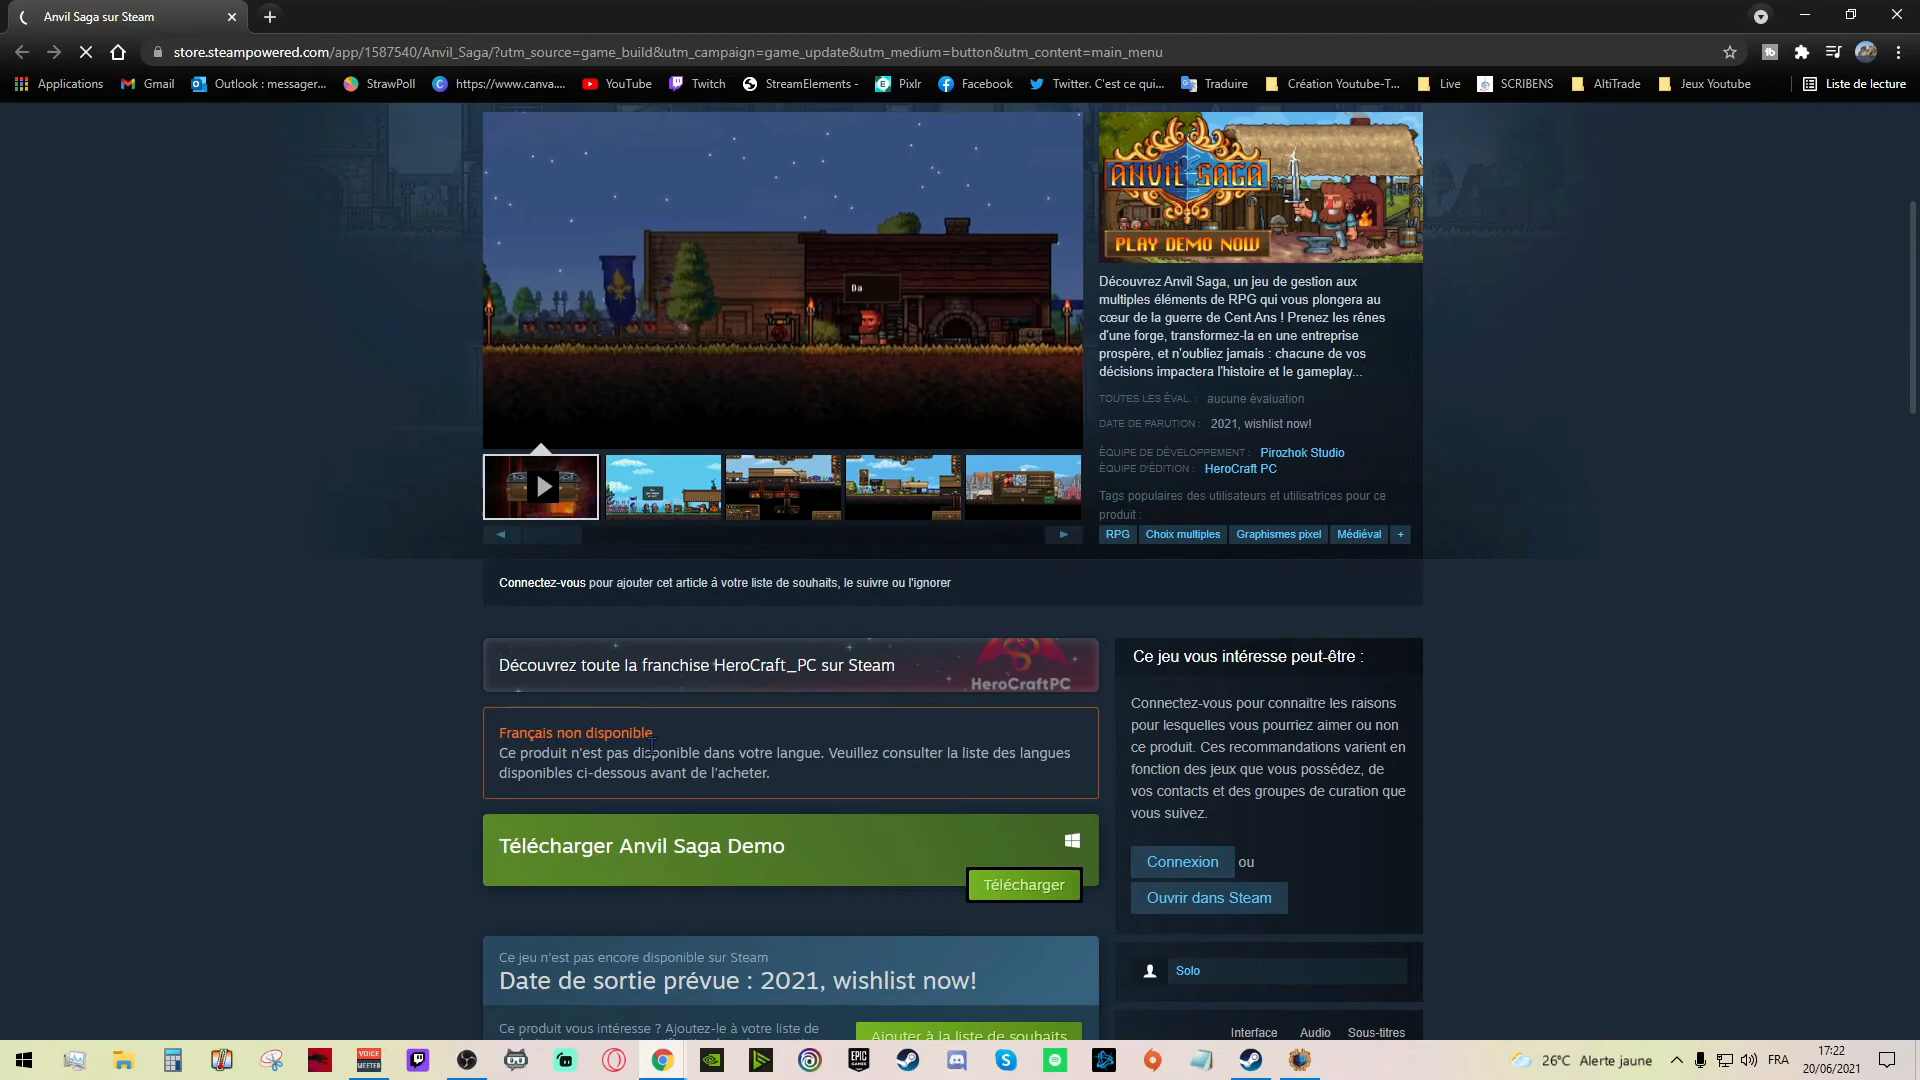 Anvil Saga sur Steam
store.steampowered.com/app/1587540/Anvil_Saga/?utm_source=game_build&utm_campaign=game_update&utm_medium=button&utm_content=main_menu
Applications Gmail Outlook : messager... StrawPoll https://www.canva.... YouTube Twitch StreamElements - Pixlr Facebook Twitter. C'est ce qui... Traduire Création Youtube-T... Live SCRIBENS AltiTrade Jeux Youtube Liste de lecture
Da
ANVIL SAGA
PLAY DEMO NOW
Découvrez Anvil Saga, un jeu de gestion aux
multiples éléments de RPG qui vous plongera au
cœur de la guerre de Cent Ans ! Prenez les rênes
d'une forge, transformez-la en une entreprise
prospère, et n'oubliez jamais : chacune de vos
décisions impactera l'histoire et le gameplay...
TOUTES LES ÉVAL. : aucune évaluation
DATE DE PARUTION : 2021, wishlist now!
ÉQUIPE DE DÉVELOPPEMENT : Pirozhok Studio
ÉQUIPE D'ÉDITION : HeroCraft PC
Tags populaires des utilisateurs et utilisatrices pour ce
produit :
RPG Choix multiples Graphismes pixel Médiéval +
Connectez-vous pour ajouter cet article à votre liste de souhaits, le suivre ou l'ignorer
Découvrez toute la franchise HeroCraft_PC sur Steam
HeroCraftPC
Français non disponible
Ce produit n'est pas disponible dans votre langue. Veuillez consulter la liste des langues
disponibles ci-dessous avant de l'acheter.
Télécharger Anvil Saga Demo
Télécharger
Ce jeu n'est pas encore disponible sur Steam
Date de sortie prévue : 2021, wishlist now!
Ce produit vous intéresse ? Ajoutez-le à votre liste de
Ajouter à la liste de souhaits
Ce jeu vous intéresse peut-être :
Connectez-vous pour connaitre les raisons
pour lesquelles vous pourriez aimer ou non
ce produit. Ces recommandations varient en
fonction des jeux que vous possédez, de
vos contacts et des groupes de curation que
vous suivez.
Connexion ou
Ouvrir dans Steam
Solo
Interface Audio Sous-titres
VOICE
MEETER
EPIC
GAMES
26°C Alerte jaune
FRA
17:22
20/06/2021